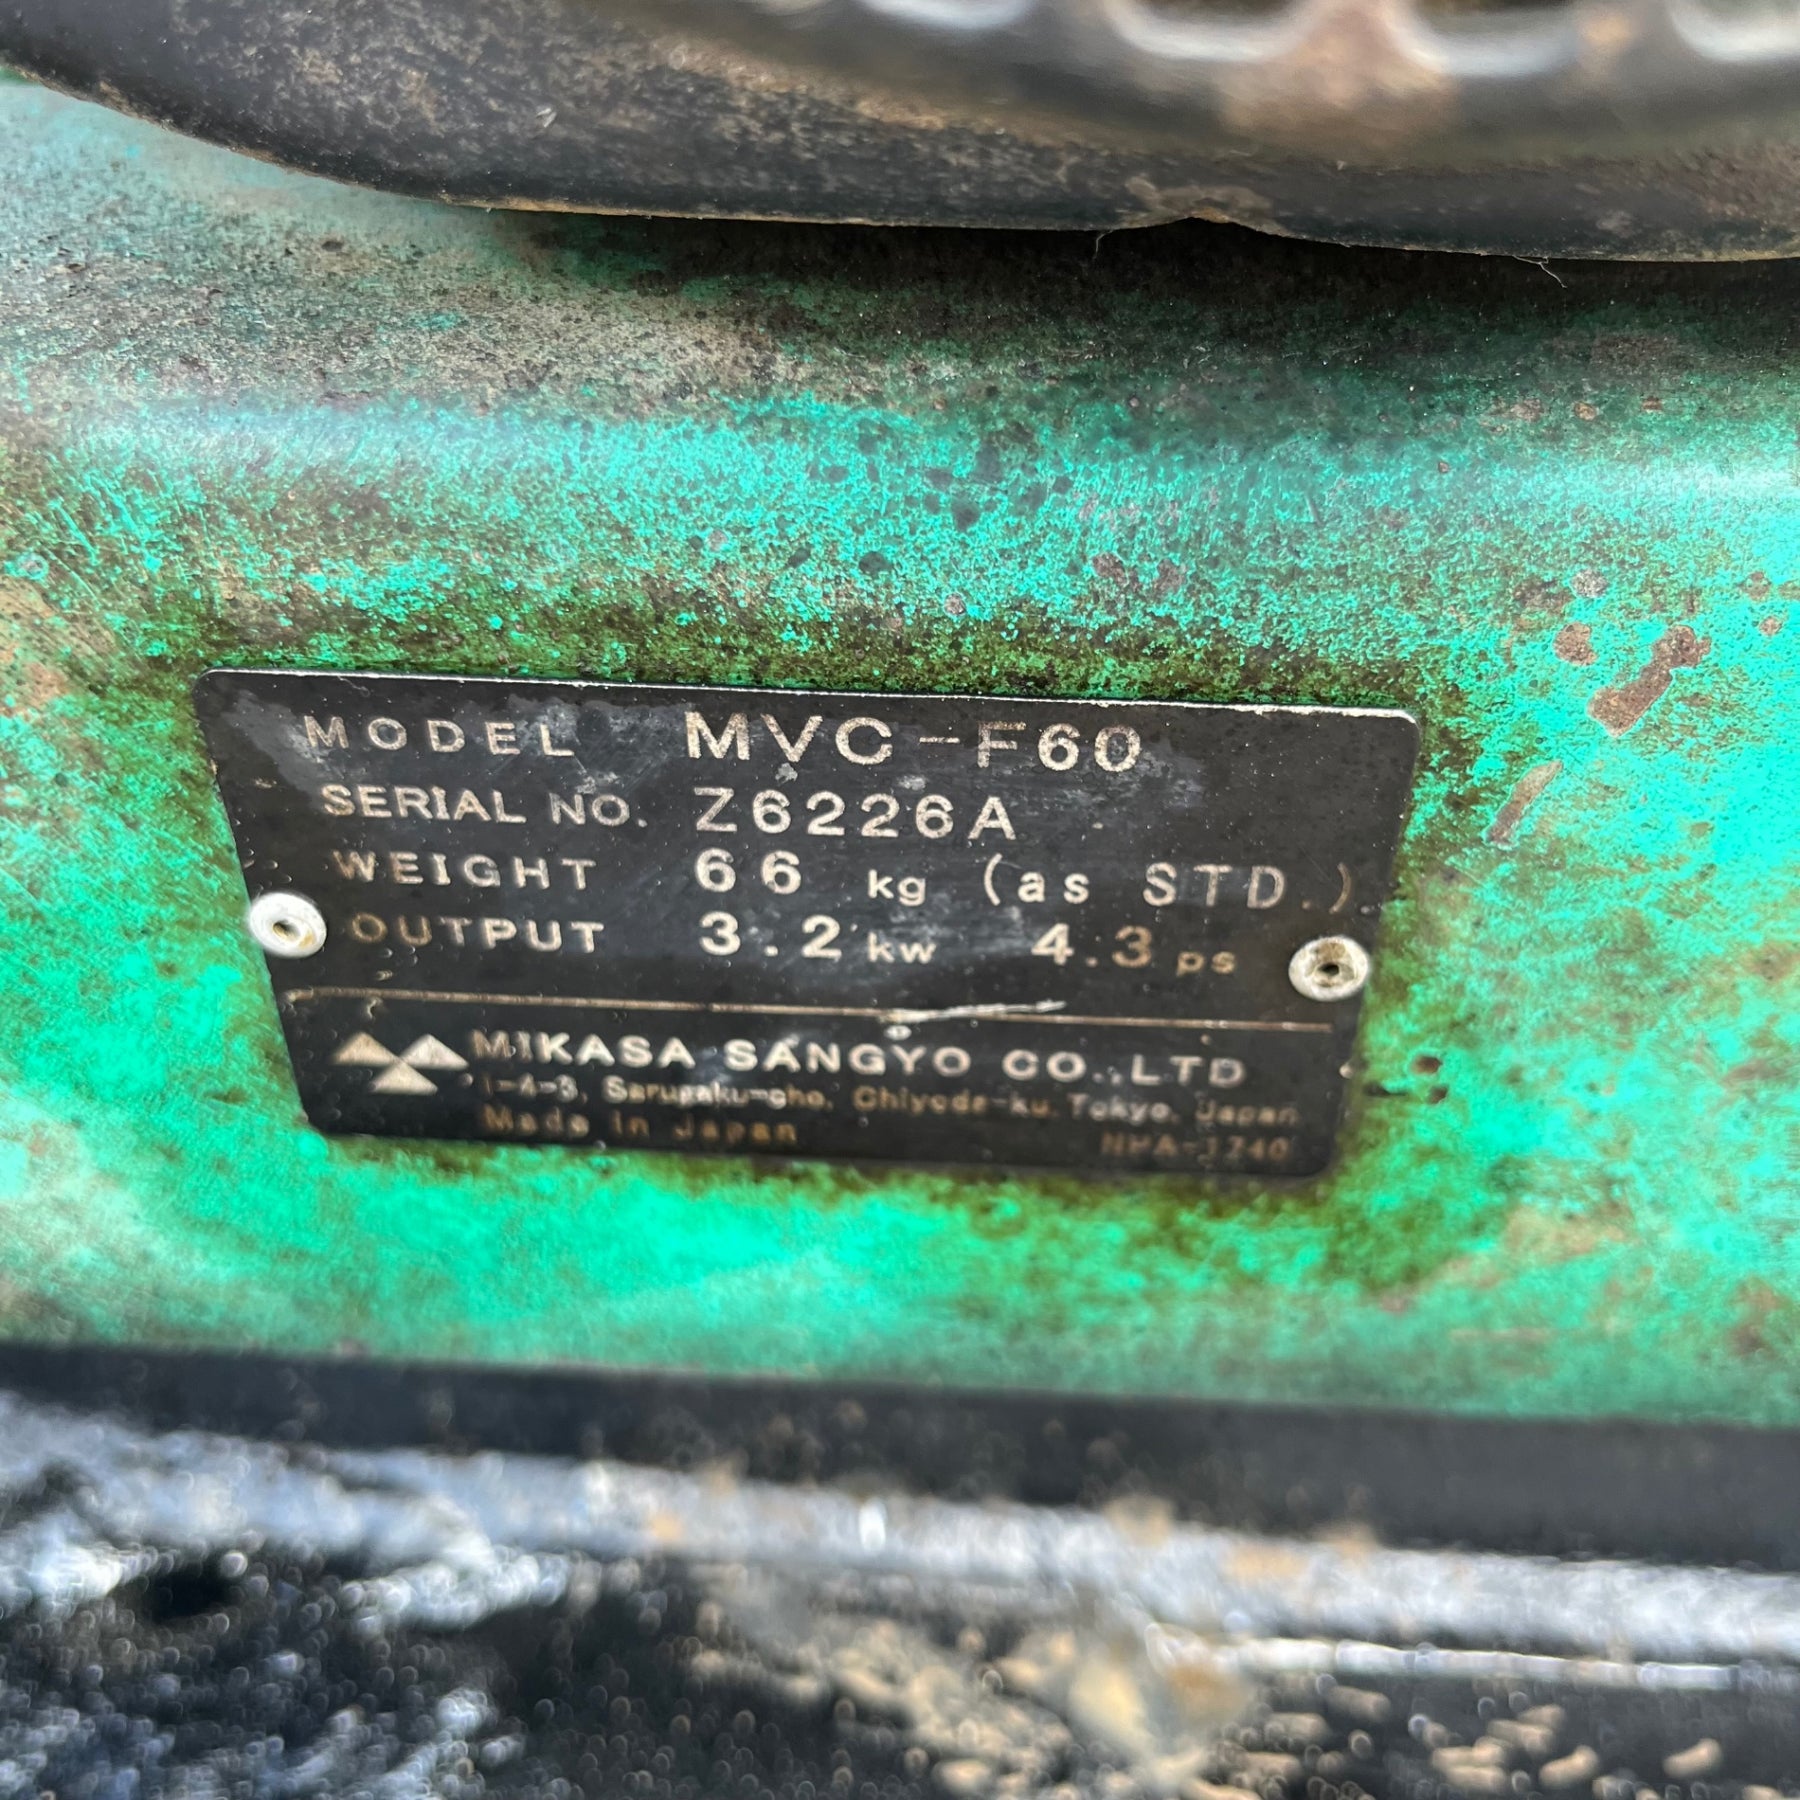 MODEL MVC-F60
SERIAL NO. Z6226A
WEIGHT 66 kg (as STD.)
OUTPUT 3.2 kw 4.3 ps
MIKASA SANGYO CO.,LTD
1-4-3, Sarugaku-cho, Chiyoda-ku, Tokyo, Japan
Made in Japan